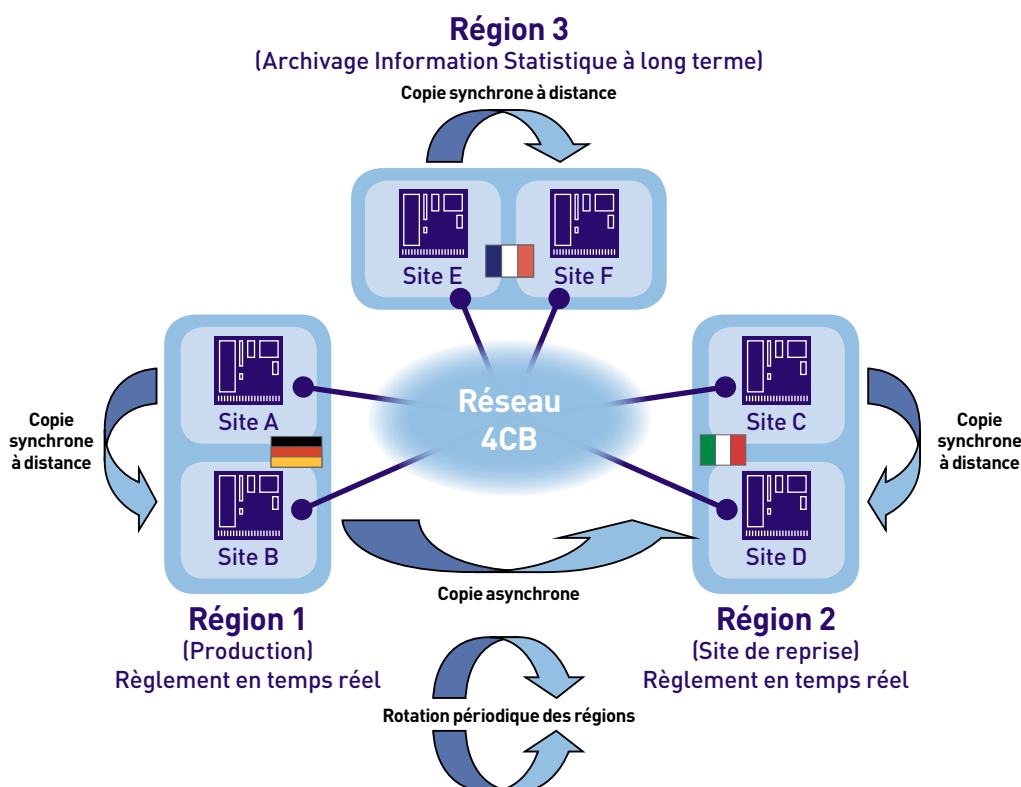 Région 3
(Archivage Information Statistique à long terme)
Copie synchrone à distance
Site E
Site F
Site A
Site B
Copie
synchrone
à distance
Réseau
4CB
Site C
Site D
Copie
synchrone
à distance
Copie asynchrone
Région 1
(Production)
Règlement en temps réel
Région 2
(Site de reprise)
Règlement en temps réel
Rotation périodique des régions